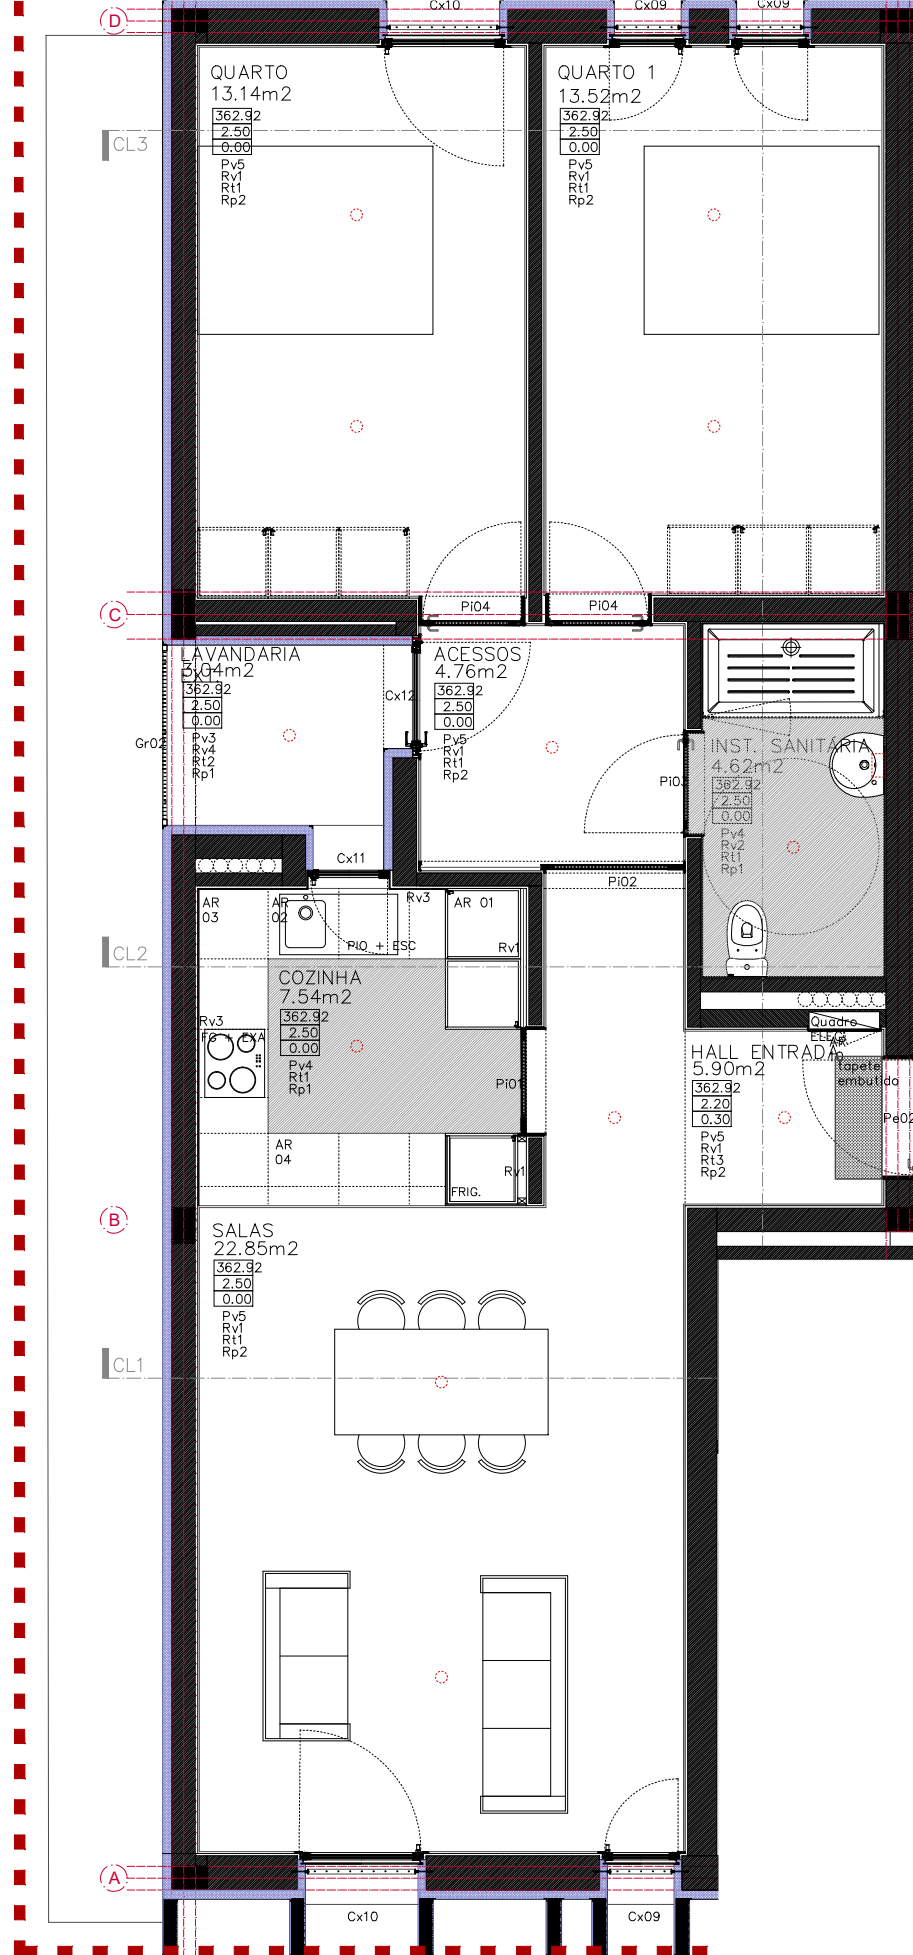 Cx10
Cx09
Cx09
D
QUARTO
13.14m2
362.92
2.50
0.00
Pv5
Rv1
Rt1
Rp2
QUARTO 1
13.52m2
362.92
2.50
0.00
Pv5
Rv1
Rt1
Rp2
CL3
C
Pi04
Pi04
LAVANDARIA
EXT.
3.04m2
362.92
2.50
0.00
Pv3
Rv4
Rt2
Rp1
Gr02
Cx12
ACESSOS
4.76m2
362.92
2.50
0.00
Pv5
Rv1
Rt1
Rp2
Pi03
INST. SANITÁRIA
4.62m2
362.92
2.50
0.00
Pv4
Rv2
Rt1
Rp1
Cx11
Pi02
AR
03
AR
02
Rv3
AR 01
PIO + ESC
Rv1
CL2
COZINHA
7.54m2
362.92
2.50
0.00
Pv4
Rt1
Rp1
Rv3
FG + EXA
Pi01
Quadro
ELEC.
HALL ENTRADA
5.90m2
362.92
2.20
0.30
Pv5
Rv1
Rt3
Rp2
tapete
embutido
Pe02
AR
04
Rv1
FRIG.
B
SALAS
22.85m2
362.92
2.50
0.00
Pv5
Rv1
Rt1
Rp2
CL1
A
Cx10
Cx09